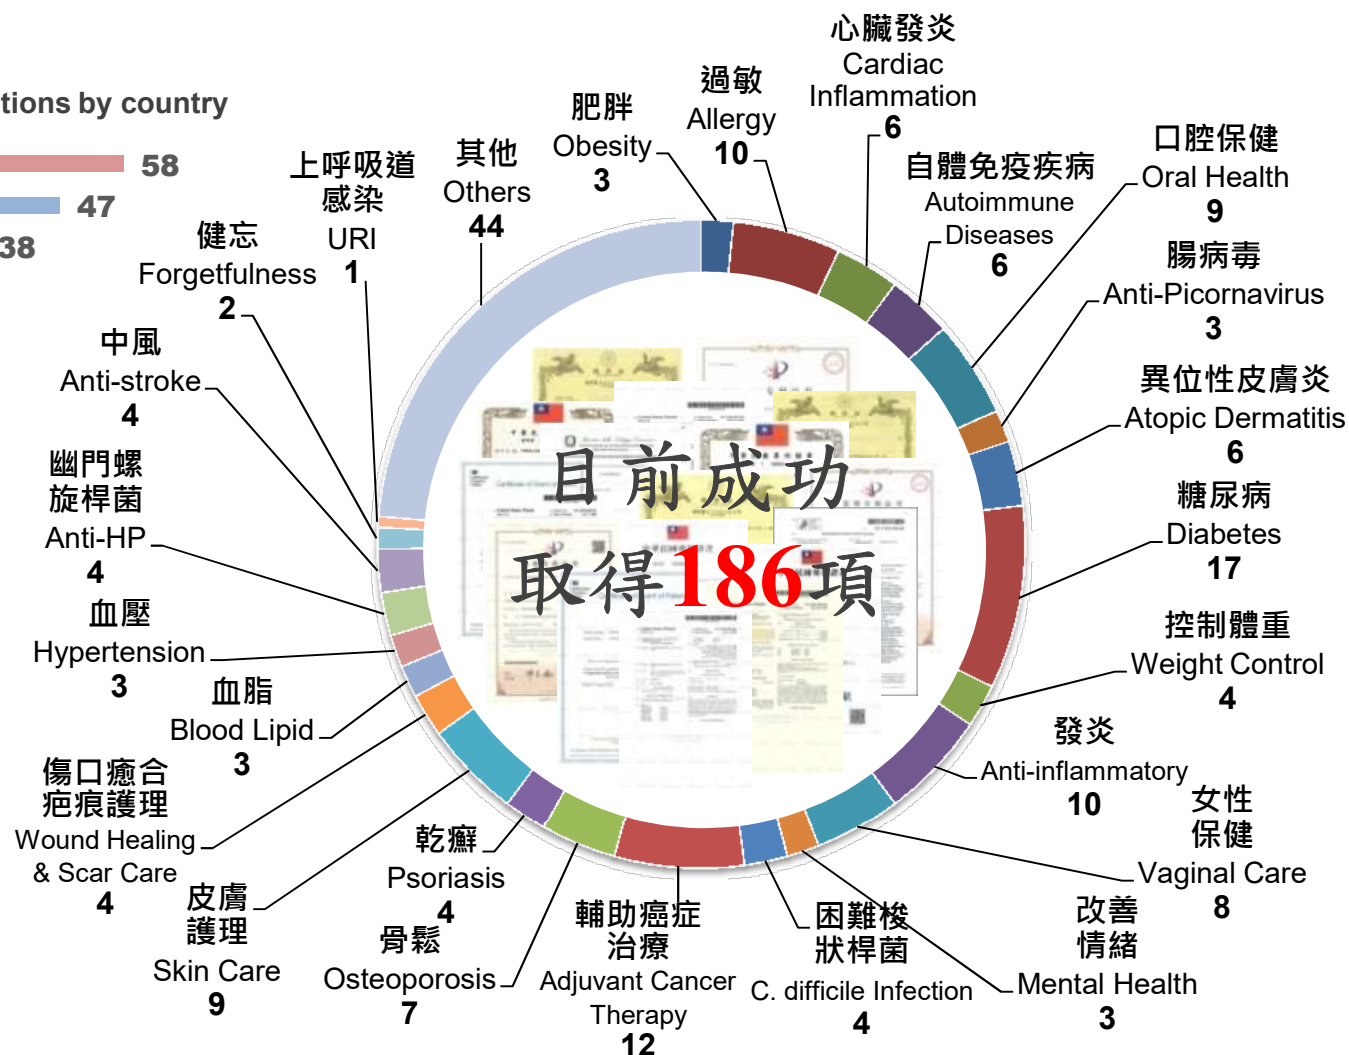 tions by country
58
47
38
心臟發炎
Cardiac
Inflammation
6
過敏
Allergy
10
肥胖
Obesity
3
其他
Others
44
上呼吸道
感染
URI
1
健忘
Forgetfulness
2
中風
Anti-stroke
4
幽門螺
旋桿菌
Anti-HP
4
血壓
Hypertension
3
血脂
Blood Lipid
3
傷口癒合
疤痕護理
Wound Healing
& Scar Care
4
皮膚
護理
Skin Care
9
乾癬
Psoriasis
4
骨鬆
Osteoporosis
7
輔助癌症
治療
Adjuvant Cancer
Therapy
12
困難梭
狀桿菌
C. difficile Infection
4
改善
情緒
Mental Health
3
女性
保健
Vaginal Care
8
發炎
Anti-inflammatory
10
控制體重
Weight Control
4
糖尿病
Diabetes
17
異位性皮膚炎
Atopic Dermatitis
6
腸病毒
Anti-Picornavirus
3
口腔保健
Oral Health
9
自體免疫疾病
Autoimmune
Diseases
6
目前成功
取得186項